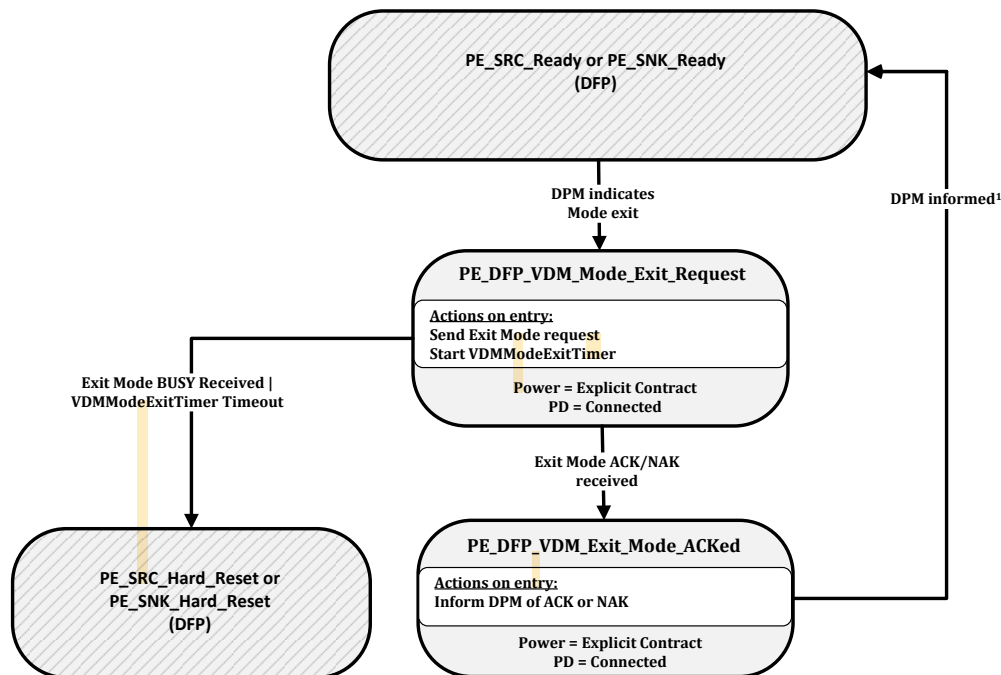 PE_SRC_Ready or PE_SNK_Ready
(DFP)
DPM indicates
Mode exit
DPM informed¹
PE_DFP_VDM_Mode_Exit_Request
Actions on entry:
Send Exit Mode request
Start VDMModeExitTimer
Power = Explicit Contract
PD = Connected
Exit Mode BUSY Received |
VDMModeExitTimer Timeout
Exit Mode ACK/NAK
received
PE_SRC_Hard_Reset or
PE_SNK_Hard_Reset
(DFP)
PE_DFP_VDM_Exit_Mode_ACKed
Actions on entry:
Inform DPM of ACK or NAK
Power = Explicit Contract
PD = Connected